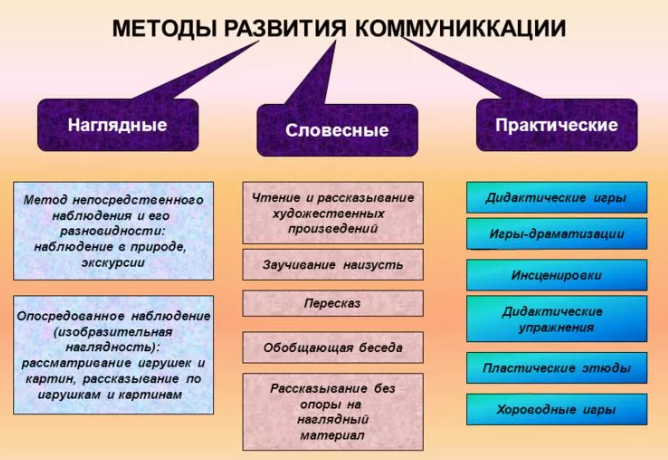 МЕТОДЫ РАЗВИТИЯ КОММУНИККАЦИИ
Наглядные
Словесные
Практические
Метод непосредственного
наблюдения и его
разновидности:
наблюдение в природе,
экскурсии
Опосредованное наблюдение
(изобразительная
наглядность):
рассматривание игрушек и
картин, рассказывание по
игрушкам и картинам
Чтение и рассказывание
художественных
произведений
Заучивание наизусть
Пересказ
Обобщающая беседа
Рассказывание без
опоры на
наглядный
материал
Дидактические игры
Игры-драматизации
Инсценировки
Дидактические
упражнения
Пластические этюды
Хороводные игры